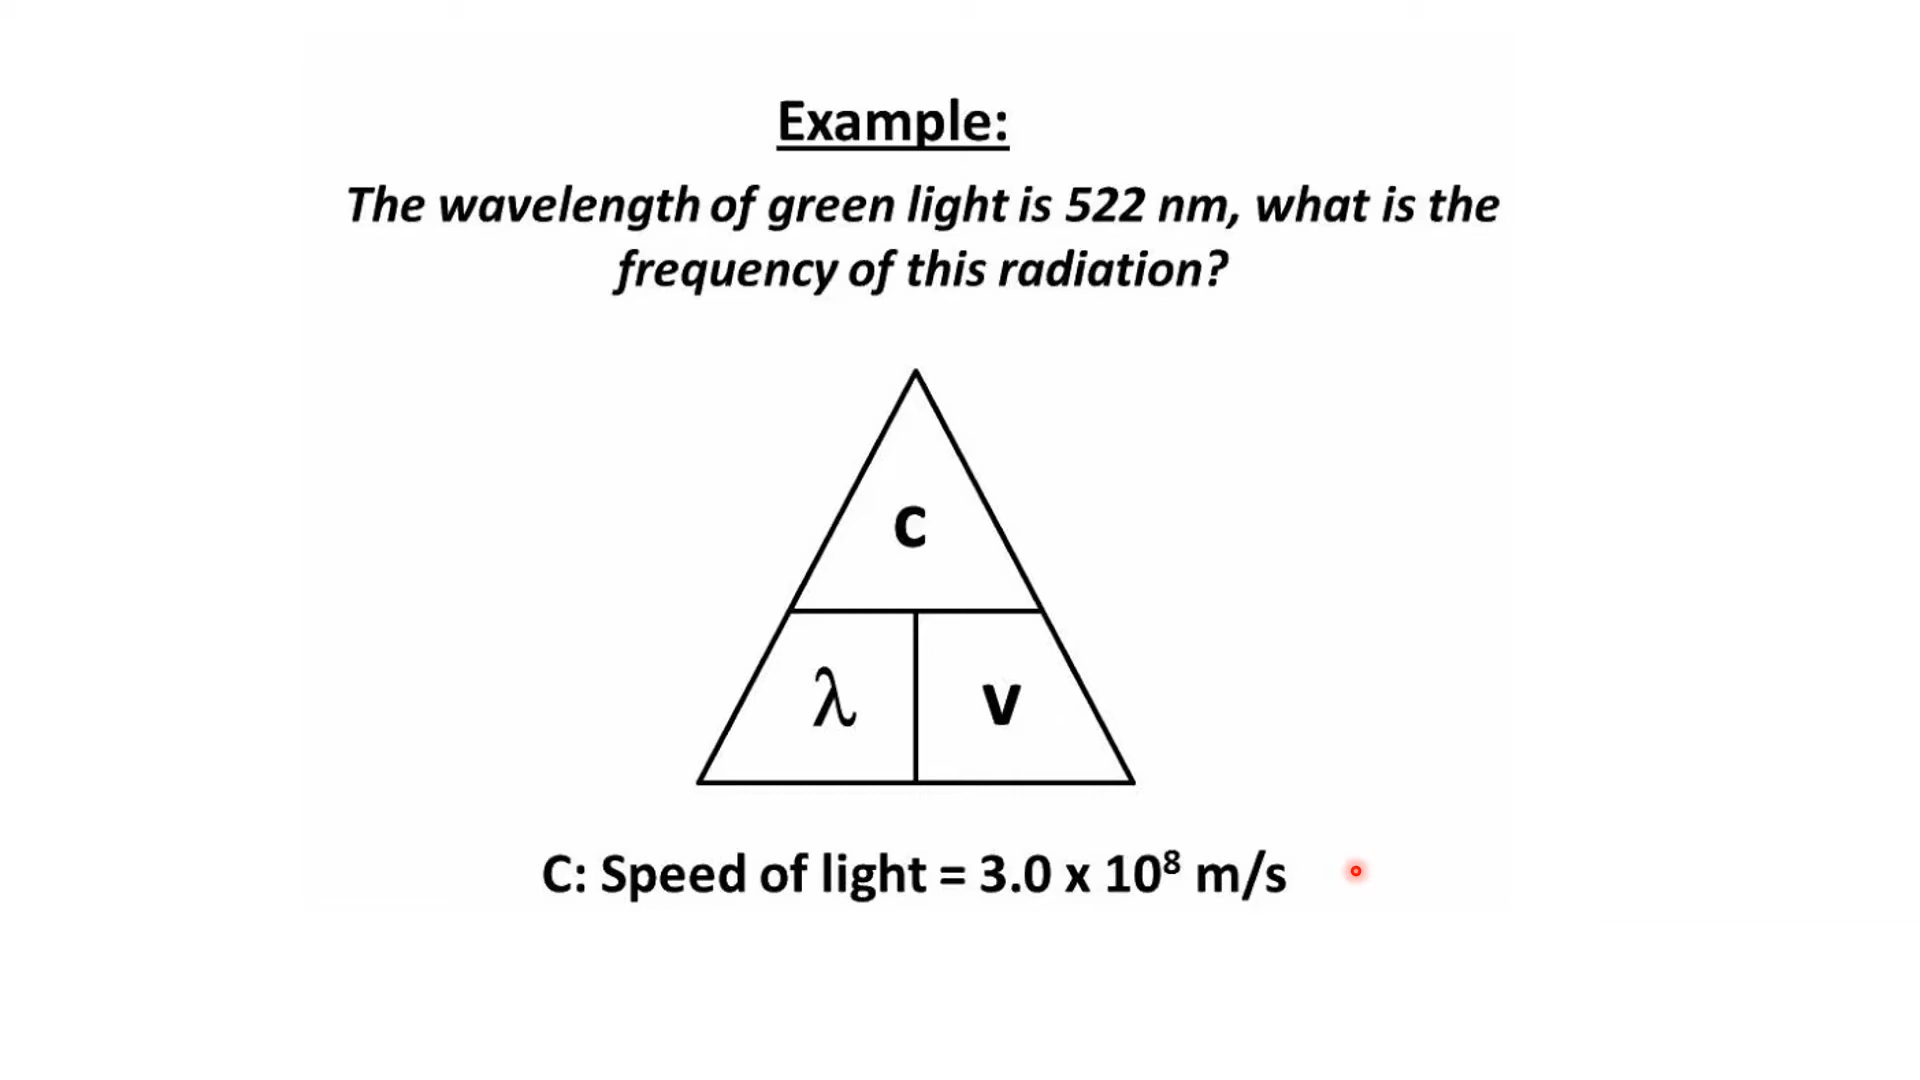 Example:
The wavelength of green light is 522 nm, what is the
frequency of this radiation?
c
λ
v
C: Speed of light = 3.0 x 10⁸ m/s